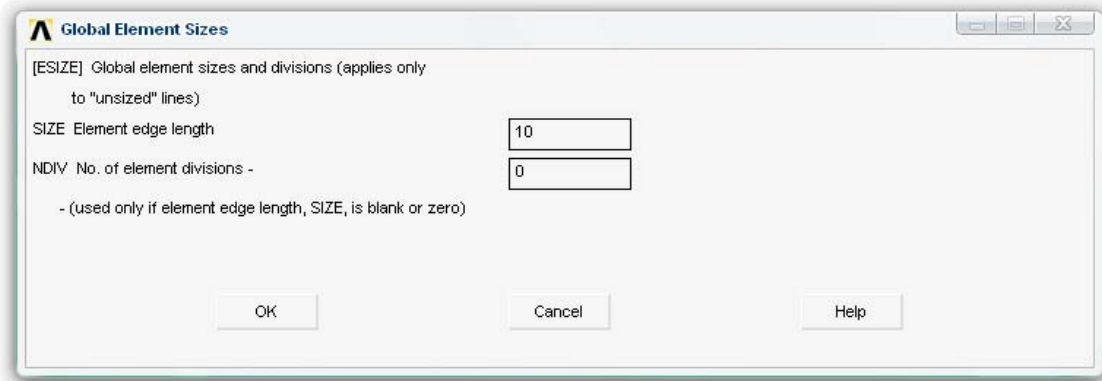 Global Element Sizes
[ESIZE] Global element sizes and divisions (applies only
to "unsized" lines)
SIZE Element edge length
10
NDIV No. of element divisions -
0
- (used only if element edge length, SIZE, is blank or zero)
OK
Cancel
Help